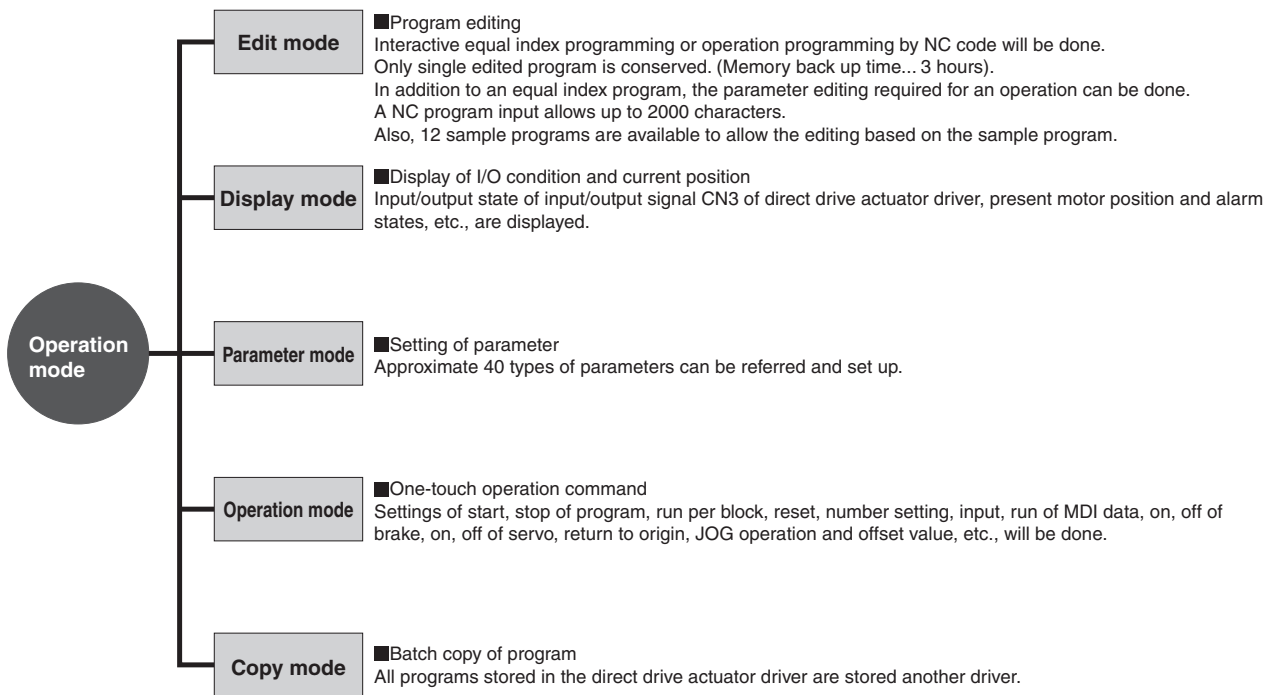 Operation
mode
Edit mode
■Program editing
Interactive equal index programming or operation programming by NC code will be done.
Only single edited program is conserved. (Memory back up time... 3 hours).
In addition to an equal index program, the parameter editing required for an operation can be done.
A NC program input allows up to 2000 characters.
Also, 12 sample programs are available to allow the editing based on the sample program.
Display mode
■Display of I/O condition and current position
Input/output state of input/output signal CN3 of direct drive actuator driver, present motor position and alarm
states, etc., are displayed.
Parameter mode
■Setting of parameter
Approximate 40 types of parameters can be referred and set up.
Operation mode
■One-touch operation command
Settings of start, stop of program, run per block, reset, number setting, input, run of MDI data, on, off of
brake, on, off of servo, return to origin, JOG operation and offset value, etc., will be done.
Copy mode
■Batch copy of program
All programs stored in the direct drive actuator driver are stored another driver.